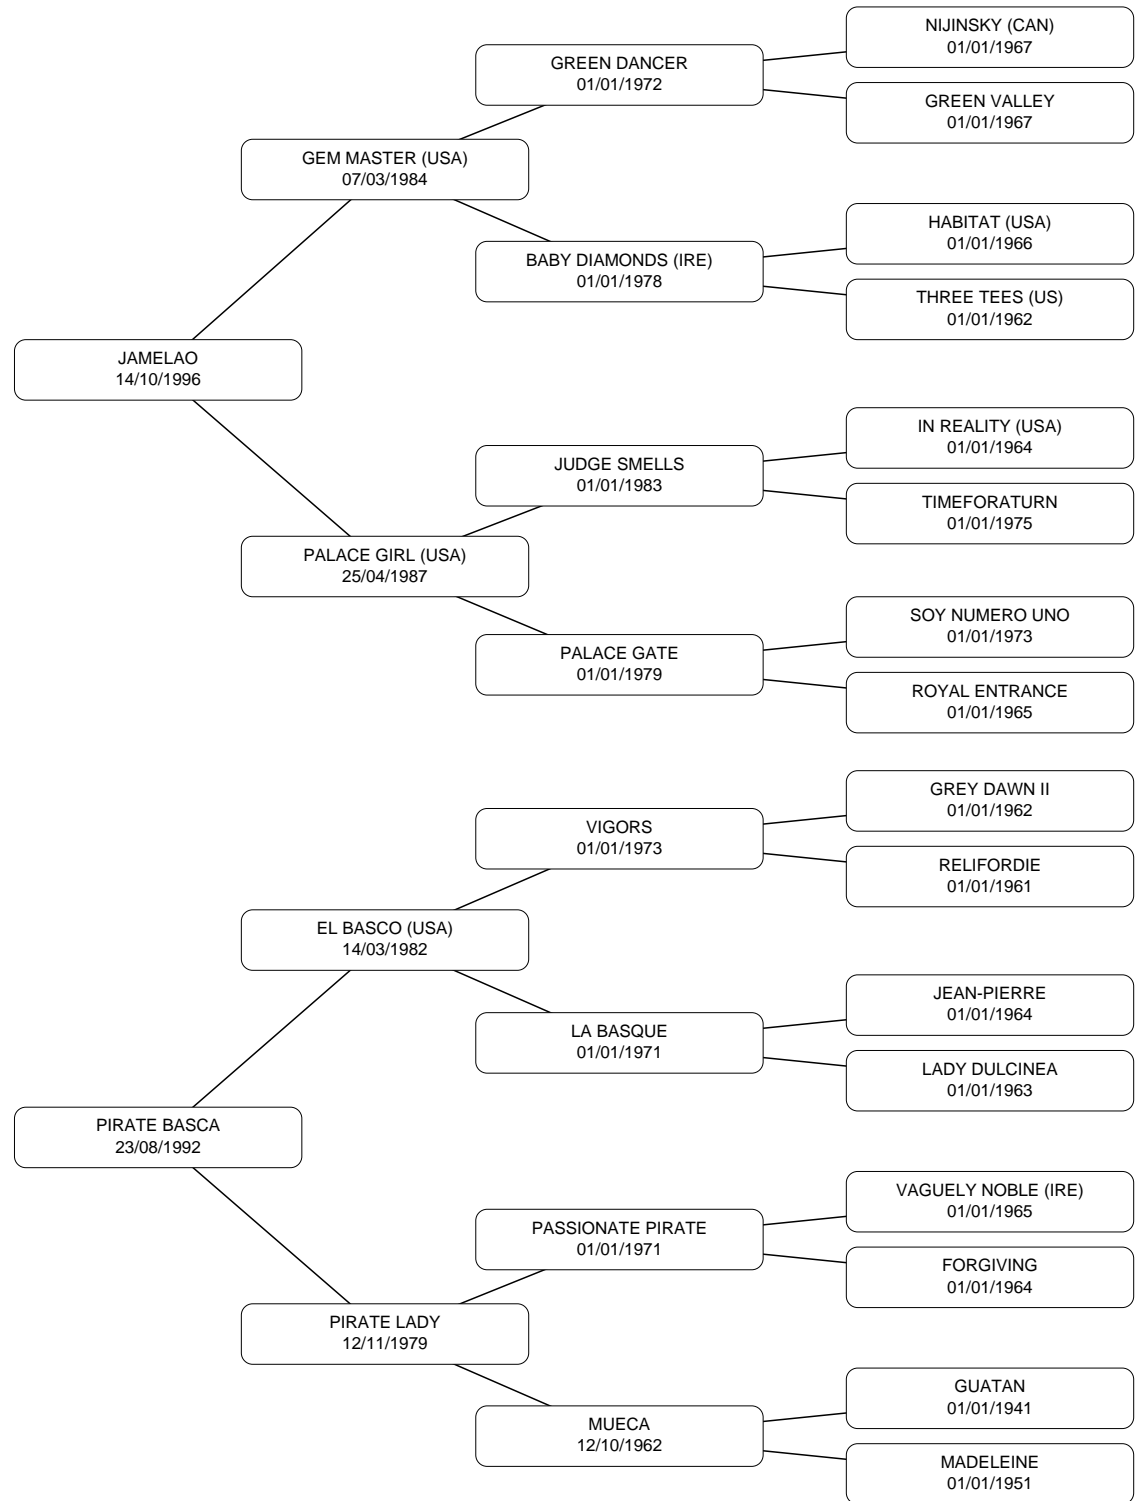 NIJINSKY (CAN)
01/01/1967
GREEN DANCER
01/01/1972
GREEN VALLEY
01/01/1967
GEM MASTER (USA)
07/03/1984
HABITAT (USA)
01/01/1966
BABY DIAMONDS (IRE)
01/01/1978
THREE TEES (US)
01/01/1962
JAMELAO
14/10/1996
IN REALITY (USA)
01/01/1964
JUDGE SMELLS
01/01/1983
TIMEFORATURN
01/01/1975
PALACE GIRL (USA)
25/04/1987
SOY NUMERO UNO
01/01/1973
PALACE GATE
01/01/1979
ROYAL ENTRANCE
01/01/1965
GREY DAWN II
01/01/1962
VIGORS
01/01/1973
RELIFORDIE
01/01/1961
EL BASCO (USA)
14/03/1982
JEAN-PIERRE
01/01/1964
LA BASQUE
01/01/1971
LADY DULCINEA
01/01/1963
PIRATE BASCA
23/08/1992
VAGUELY NOBLE (IRE)
01/01/1965
PASSIONATE PIRATE
01/01/1971
FORGIVING
01/01/1964
PIRATE LADY
12/11/1979
GUATAN
01/01/1941
MUECA
12/10/1962
MADELEINE
01/01/1951